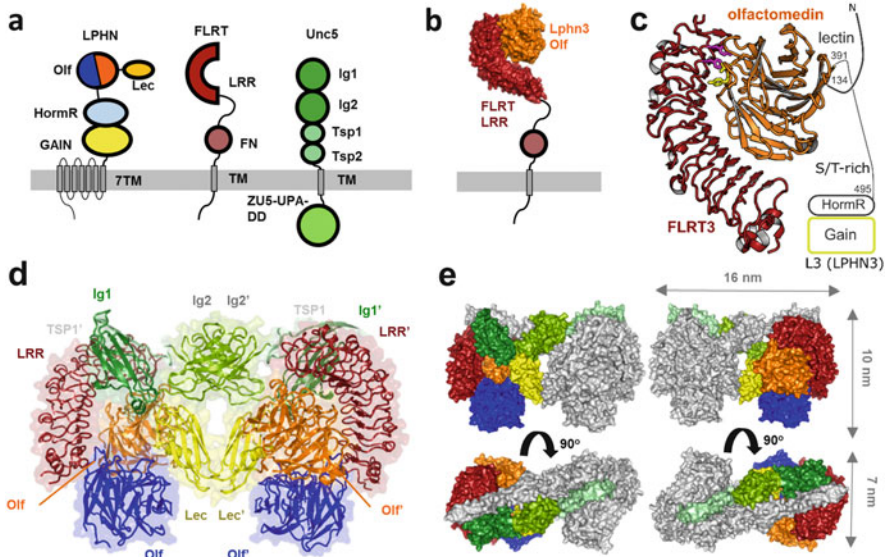 a
LPHN
FLRT
Unc5
Olf
Lec
HormR
GAIN
7TM
LRR
FN
TM
Ig1
Ig2
Tsp1
Tsp2
TM
ZU5-UPA-
DD
b
Lphn3
Olf
FLRT
LRR
c
olfactomedin
N
lectin
391
134
S/T-rich
495
HormR
Gain
FLRT3
L3 (LPHN3)
d
Ig1
Ig2 Ig2'
TSP1
Ig1'
TSP1'
LRR
LRR'
Olf
Lec Lec'
Olf'
Olf
Olf'
e
16 nm
10 nm
90º
90º
7 nm